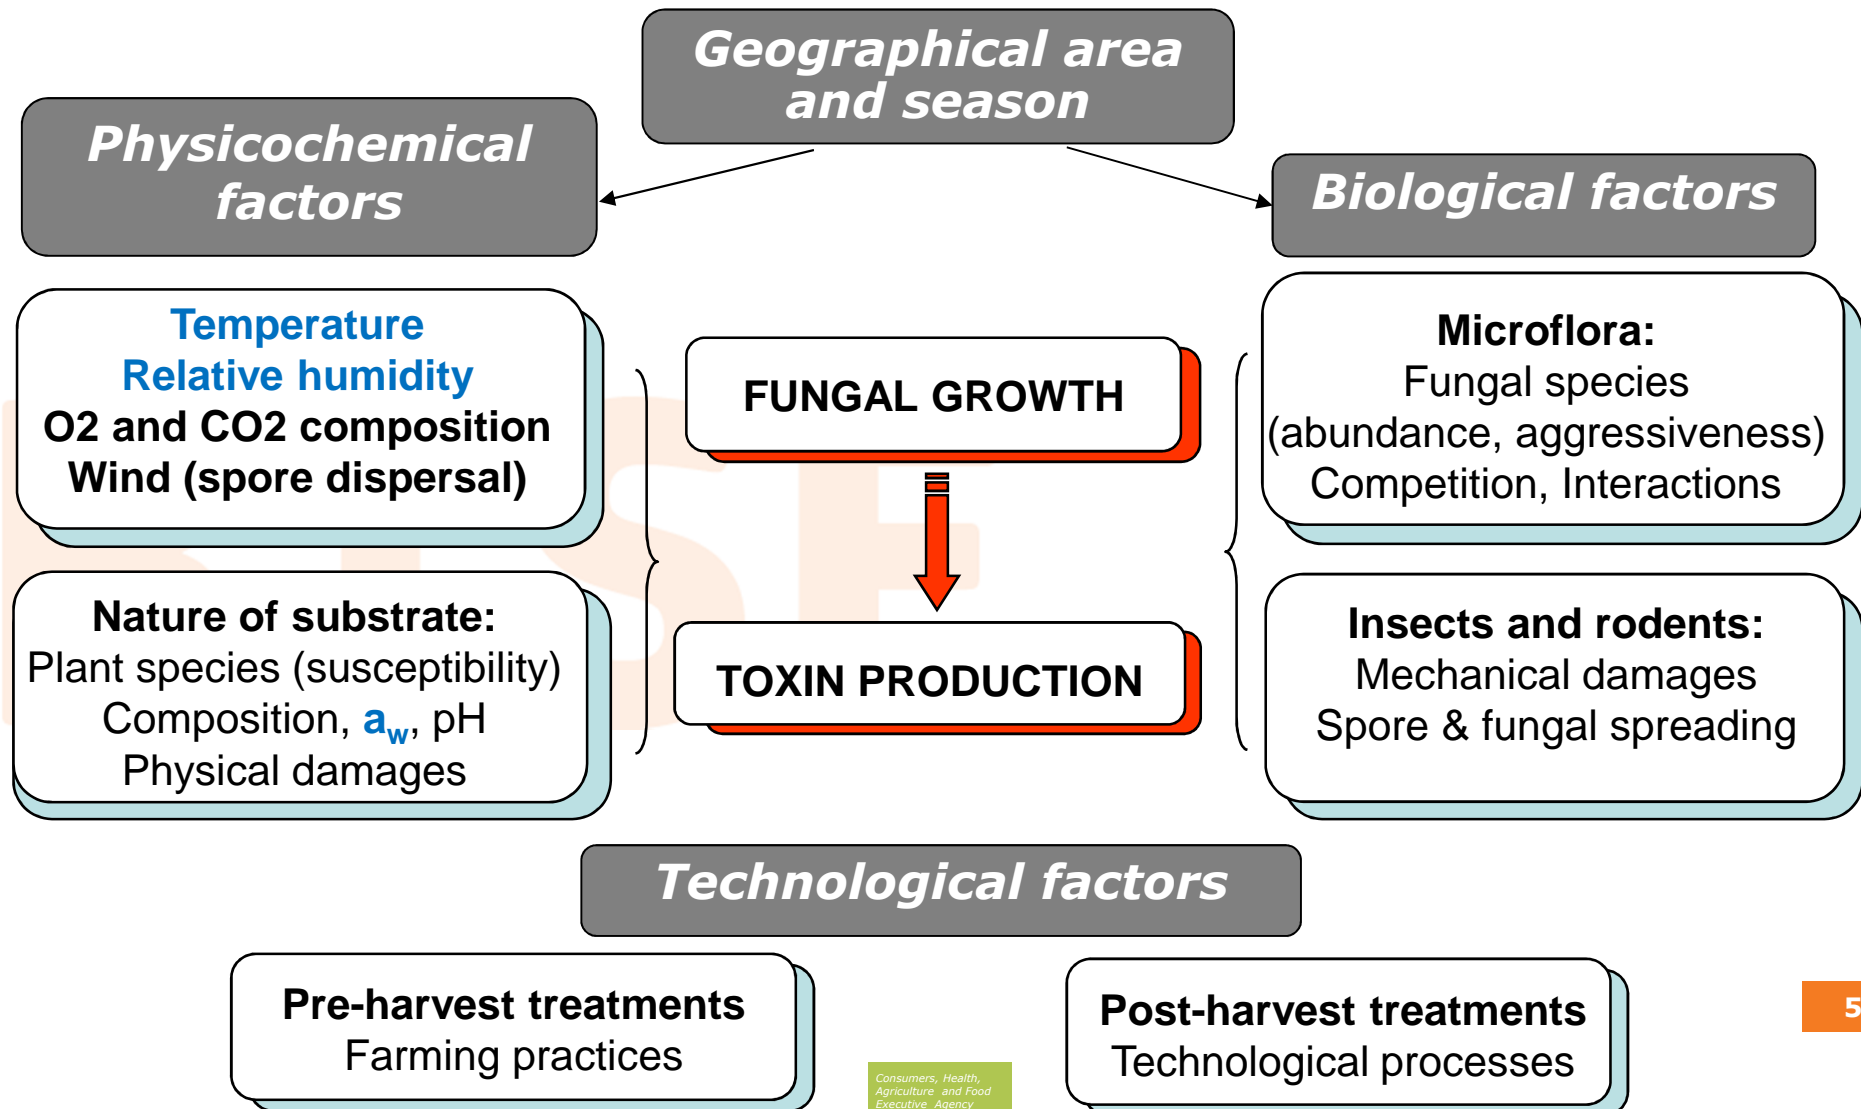 Geographical area
and season
Physicochemical
factors
Biological factors
Temperature
Relative humidity
O2 and CO2 composition
Wind (spore dispersal)
FUNGAL GROWTH
Microflora:
Fungal species
(abundance, aggressiveness)
Competition, Interactions
Nature of substrate:
Plant species (susceptibility)
Composition, aw, pH
Physical damages
TOXIN PRODUCTION
Insects and rodents:
Mechanical damages
Spore & fungal spreading
Technological factors
Pre-harvest treatments
Farming practices
Post-harvest treatments
Technological processes
5
Consumers, Health,
Agriculture and Food
Executive Agency